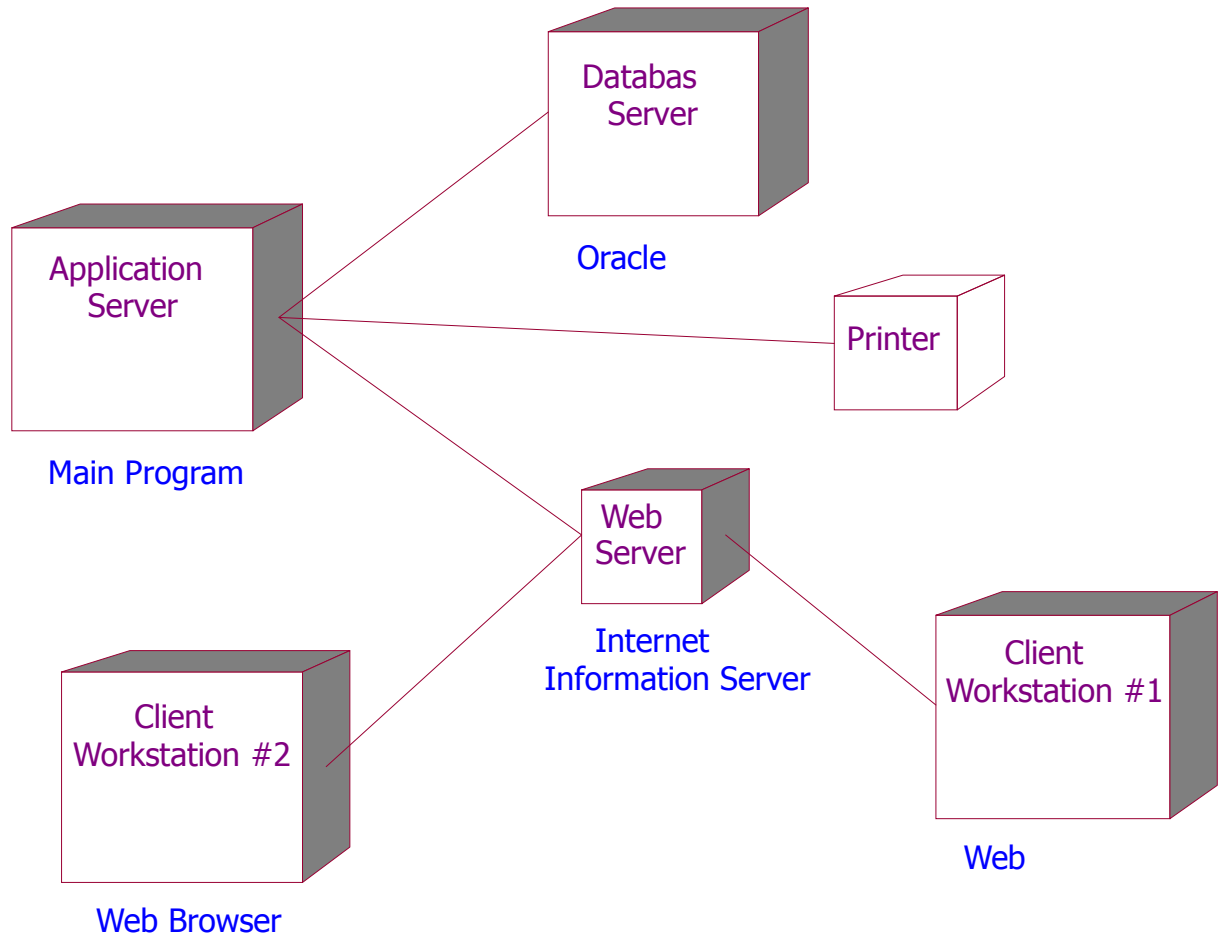 Databas
Server
Oracle
Application
Server
Main Program
Printer
Web
Server
Internet
Information Server
Client
Workstation #1
Web
Client
Workstation #2
Web Browser